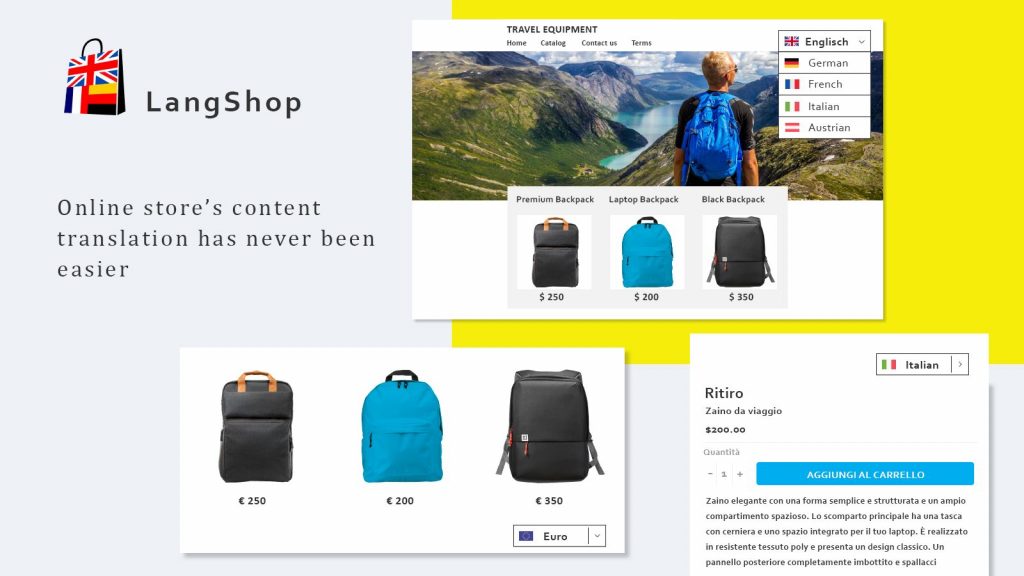 LangShop
Online store's content
translation has never been
easier
TRAVEL EQUIPMENT
Home Catalog Contact us Terms
Englisch
German
French
Italian
Austrian
Premium Backpack Laptop Backpack Black Backpack
$ 250 $ 200 $ 350
€ 250 € 200 € 350
Euro
Italian
Ritiro
Zaino da viaggio
$200.00
Quantità
- 1 +
AGGIUNGI AL CARRELLO
Zaino elegante con una forma semplice e strutturata e un ampio
compartimento spazioso. Lo scomparto principale ha una tasca
con cerniera e uno spazio integrato per il tuo laptop. È realizzato
in resistente tessuto poly e presenta un design classico. Un
pannello posteriore completamente imbottito e spallacci